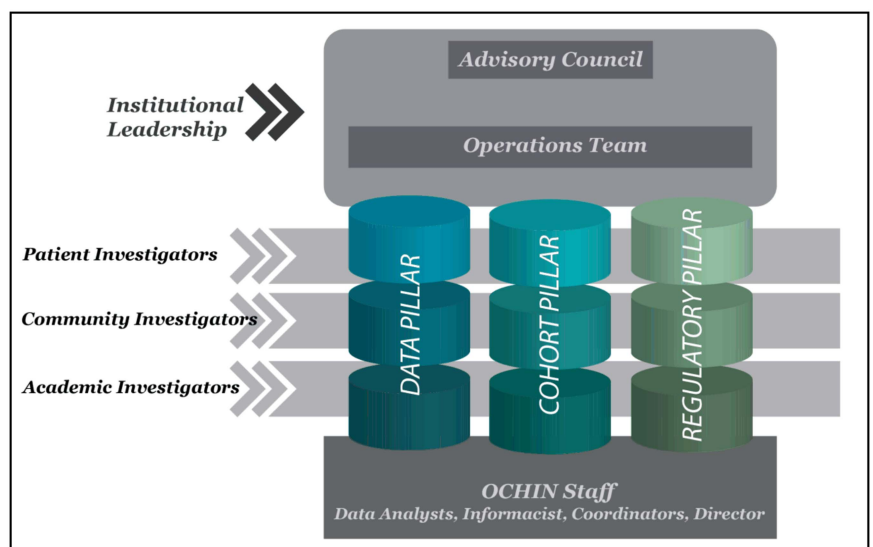 Advisory Council
Institutional
Leadership
Operations Team
Patient Investigators
Community Investigators
Academic Investigators
DATA PILLAR
COHORT PILLAR
REGULATORY PILLAR
OCHIN Staff
Data Analysts, Informacist, Coordinators, Director